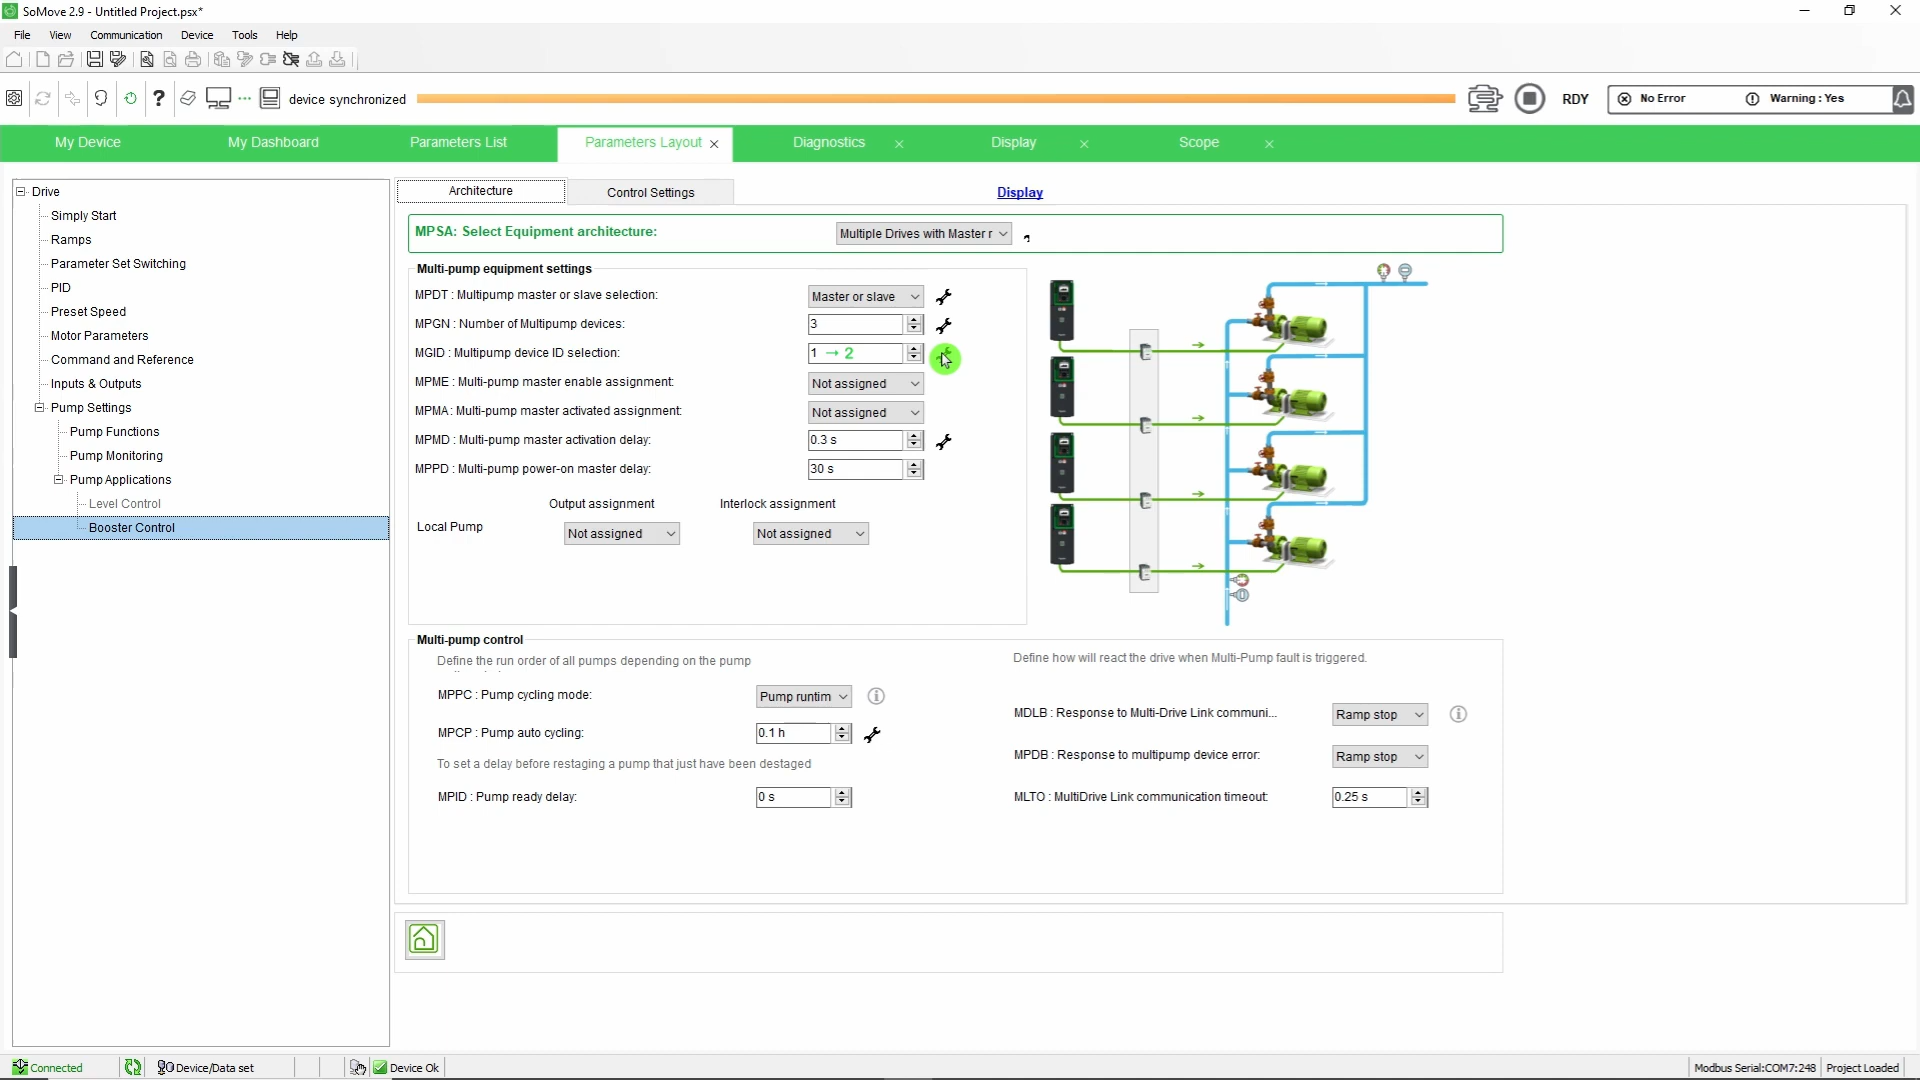 SoMove 2.9 - Untitled Project.psx*
File View Communication Device Tools Help
? device synchronized RDY No Error Warning : Yes
My Device My Dashboard Parameters List Parameters Layout Diagnostics Display Scope
Drive
Simply Start
Ramps
Parameter Set Switching
PID
Preset Speed
Motor Parameters
Command and Reference
Inputs & Outputs
Pump Settings
Pump Functions
Pump Monitoring
Pump Applications
Level Control
Booster Control
Architecture Control Settings Display
MPSA: Select Equipment architecture: Multiple Drives with Master r
Multi-pump equipment settings
MPDT : Multipump master or slave selection: Master or slave
MPGN : Number of Multipump devices: 3
MGID : Multipump device ID selection: 1 → 2
MPME : Multi-pump master enable assignment: Not assigned
MPMA : Multi-pump master activated assignment: Not assigned
MPMD : Multi-pump master activation delay: 0.3 s
MPPD : Multi-pump power-on master delay: 30 s
Output assignment Interlock assignment
Local Pump Not assigned Not assigned
Multi-pump control
Define the run order of all pumps depending on the pump
MPPC : Pump cycling mode: Pump runtim
MPCP : Pump auto cycling: 0.1 h
To set a delay before restaging a pump that just have been destaged
MPID : Pump ready delay: 0 s
Define how will react the drive when Multi-Pump fault is triggered.
MDLB : Response to Multi-Drive Link communi... Ramp stop
MPDB : Response to multipump device error: Ramp stop
MLTO : MultiDrive Link communication timeout: 0.25 s
Connected Device/Data set Device Ok Modbus Serial:COM7:248 Project Loaded